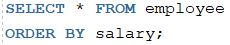 SELECT * FROM employee
ORDER BY salary;